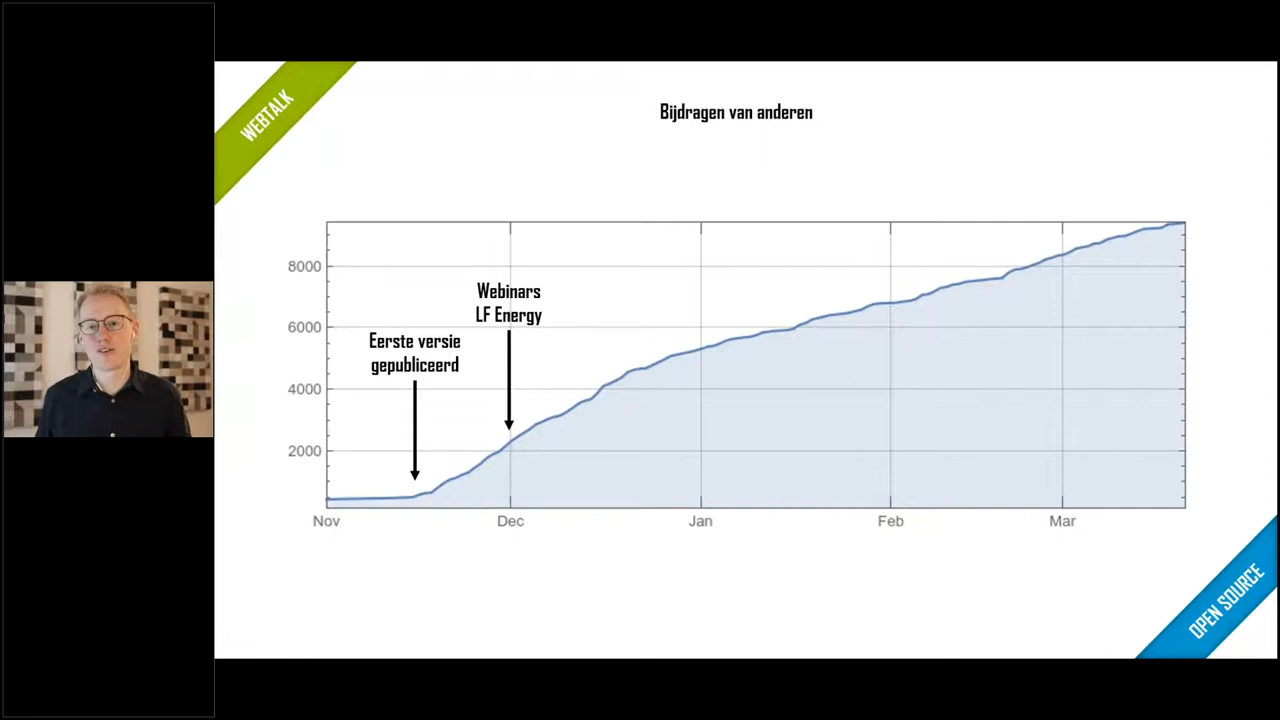 WEBTALK
Bijdragen van anderen
Webinars
LF Energy
Eerste versie
gepubliceerd
8000
6000
4000
2000
Nov
Dec
Jan
Feb
Mar
OPEN SOURCE